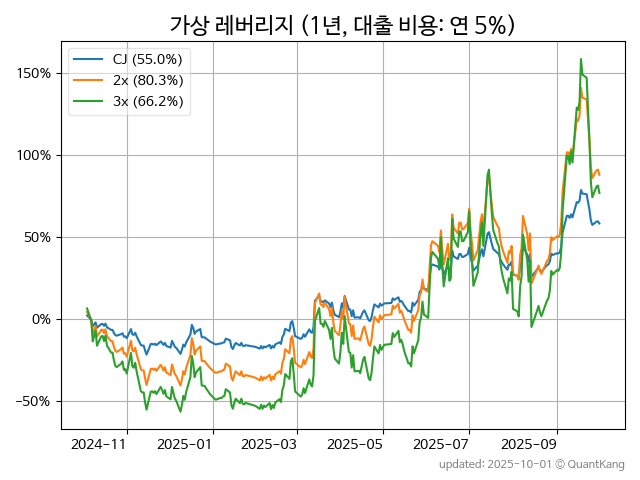 가상 레버리지 (1년, 대출 비용: 연 5%)
CJ (55.0%)
2x (80.3%)
3x (66.2%)
150%
100%
50%
0%
−50%
2024-11 2025-01 2025-03 2025-05 2025-07 2025-09
updated: 2025-10-01 © QuantKang